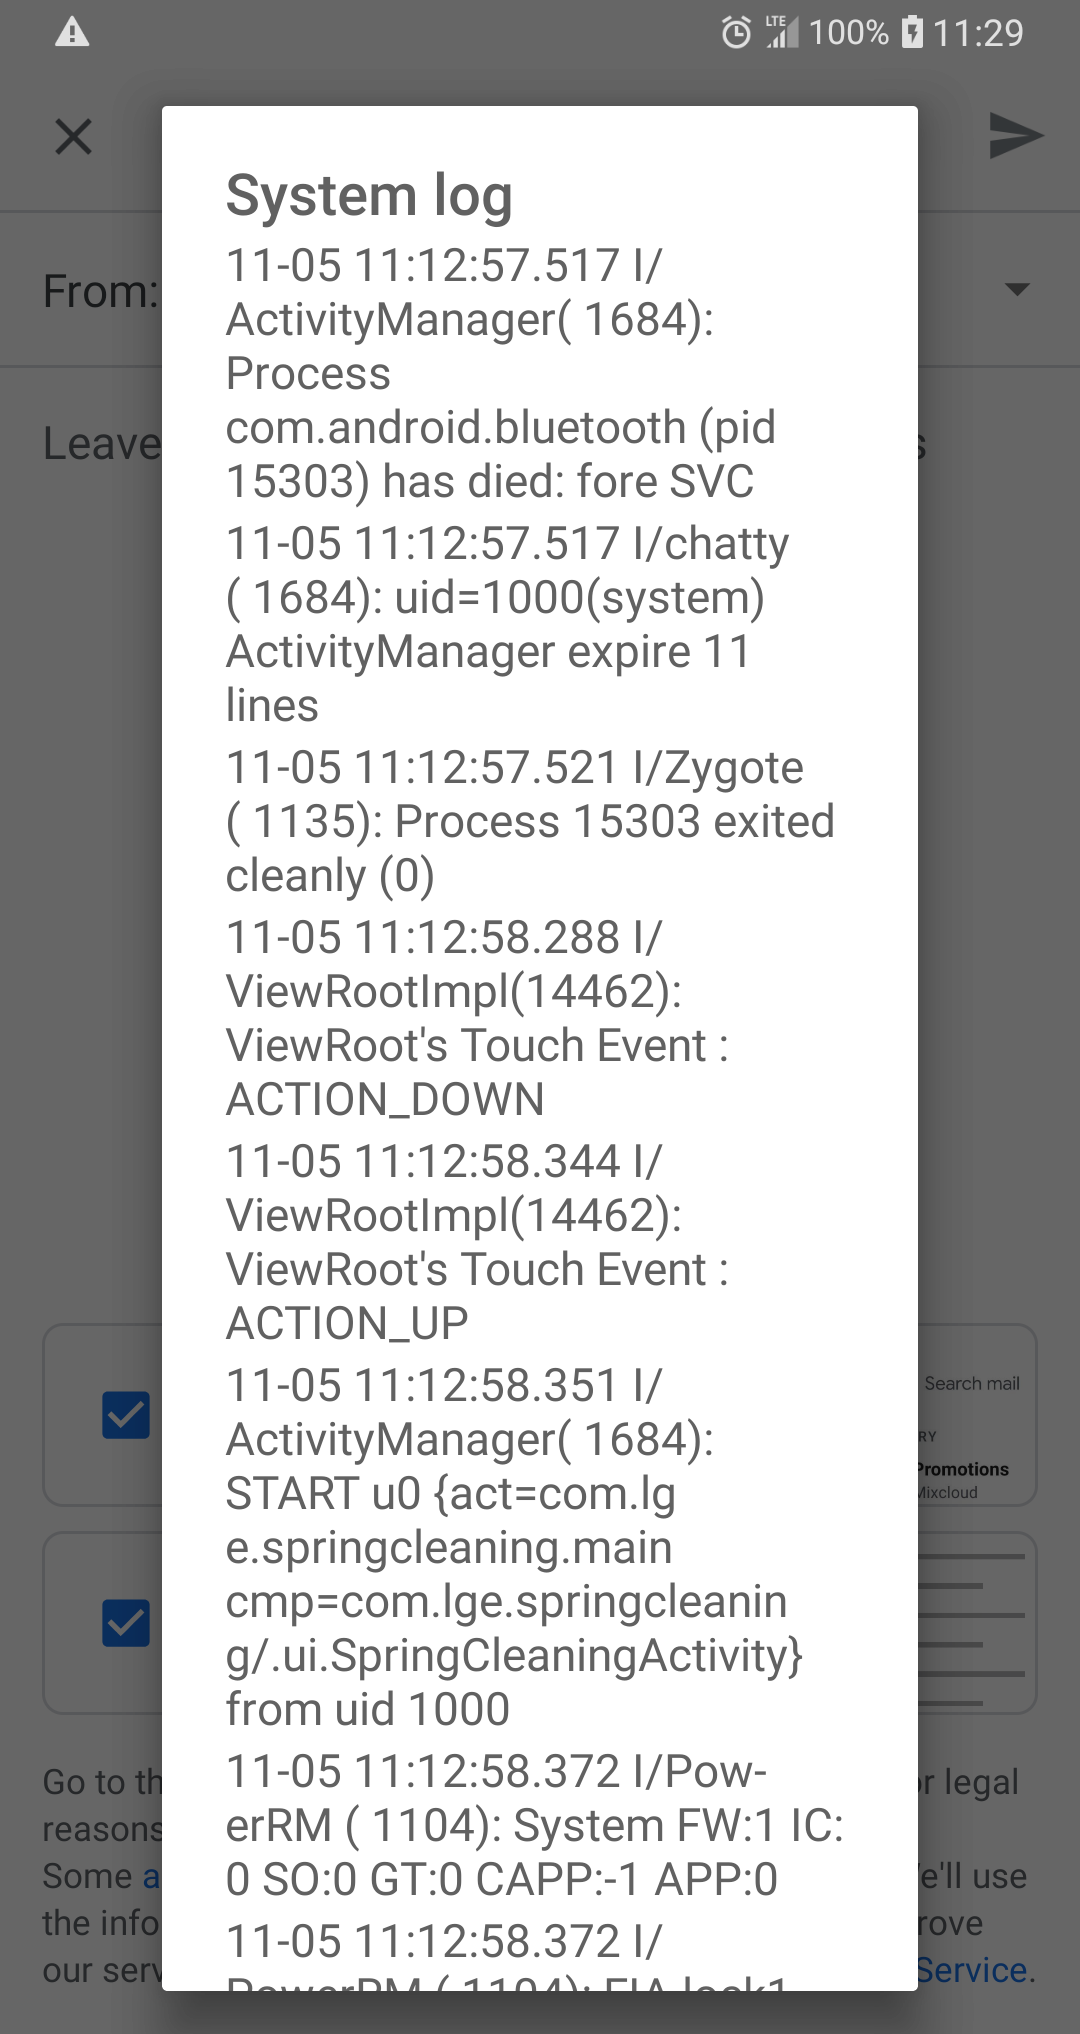 LTE 100% 11:29
System log
From:
11-05 11:12:57.517 I/
ActivityManager( 1684):
Process
com.android.bluetooth (pid
15303) has died: fore SVC
Leave
11-05 11:12:57.517 I/chatty
( 1684): uid=1000(system)
ActivityManager expire 11
lines
11-05 11:12:57.521 I/Zygote
( 1135): Process 15303 exited
cleanly (0)
11-05 11:12:58.288 I/
ViewRootImpl(14462):
ViewRoot's Touch Event :
ACTION_DOWN
11-05 11:12:58.344 I/
ViewRootImpl(14462):
ViewRoot's Touch Event :
ACTION_UP
11-05 11:12:58.351 I/
ActivityManager( 1684):
START u0 {act=com.lg
e.springcleaning.main
cmp=com.lge.springcleanin
g/.ui.SpringCleaningActivity}
from uid 1000
Search mail
RY
Promotions
Mixcloud
11-05 11:12:58.372 I/Pow-
erRM ( 1104): System FW:1 IC:
0 SO:0 GT:0 CAPP:-1 APP:0
11-05 11:12:58.372 I/
PowerRM ( 1104):
Go to th
reasons
Some a
the info
our serv
r legal
e'll use
rove
Service.